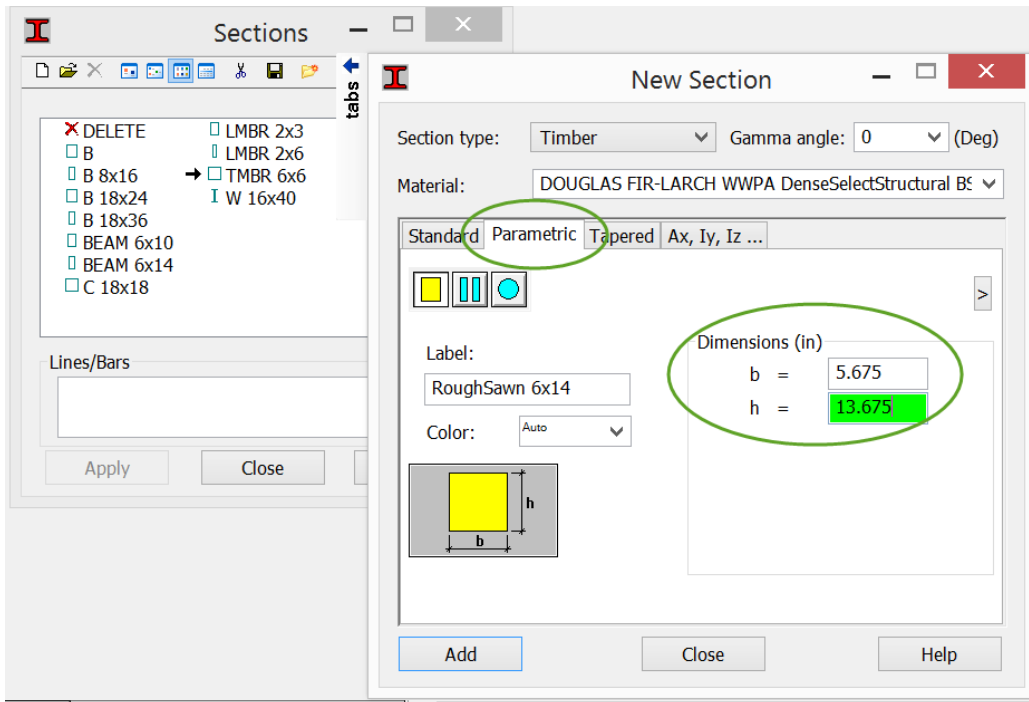 Sections
tabs
DELETE
B
B 8x16
B 18x24
B 18x36
BEAM 6x10
BEAM 6x14
C 18x18
LMBR 2x3
LMBR 2x6
TMBR 6x6
W 16x40
Lines/Bars
Apply
Close
New Section
Section type: Timber Gamma angle: 0 (Deg)
Material: DOUGLAS FIR-LARCH WWPA DenseSelectStructural BS
Standard Parametric Tapered Ax, Iy, Iz ...
>
Label:
RoughSawn 6x14
Color: Auto
h
b
Dimensions (in)
b = 5.675
h = 13.675
Add Close Help